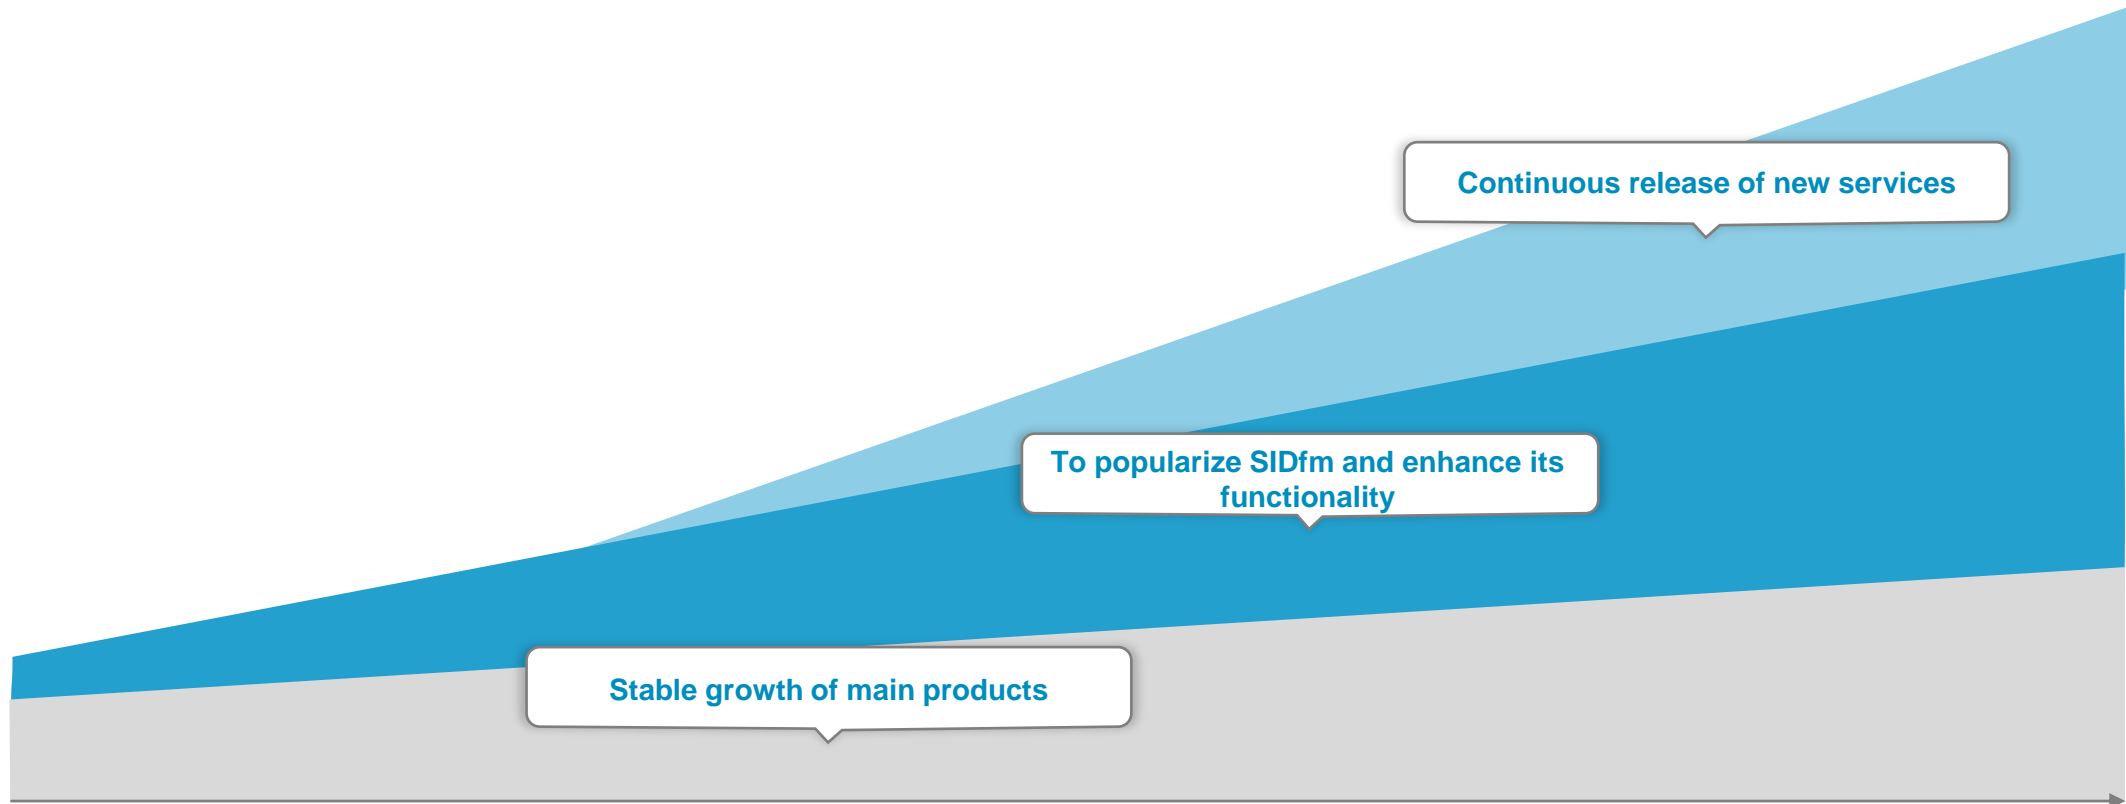 Continuous release of new services
To popularize SIDfm and enhance its
functionality
Stable growth of main products